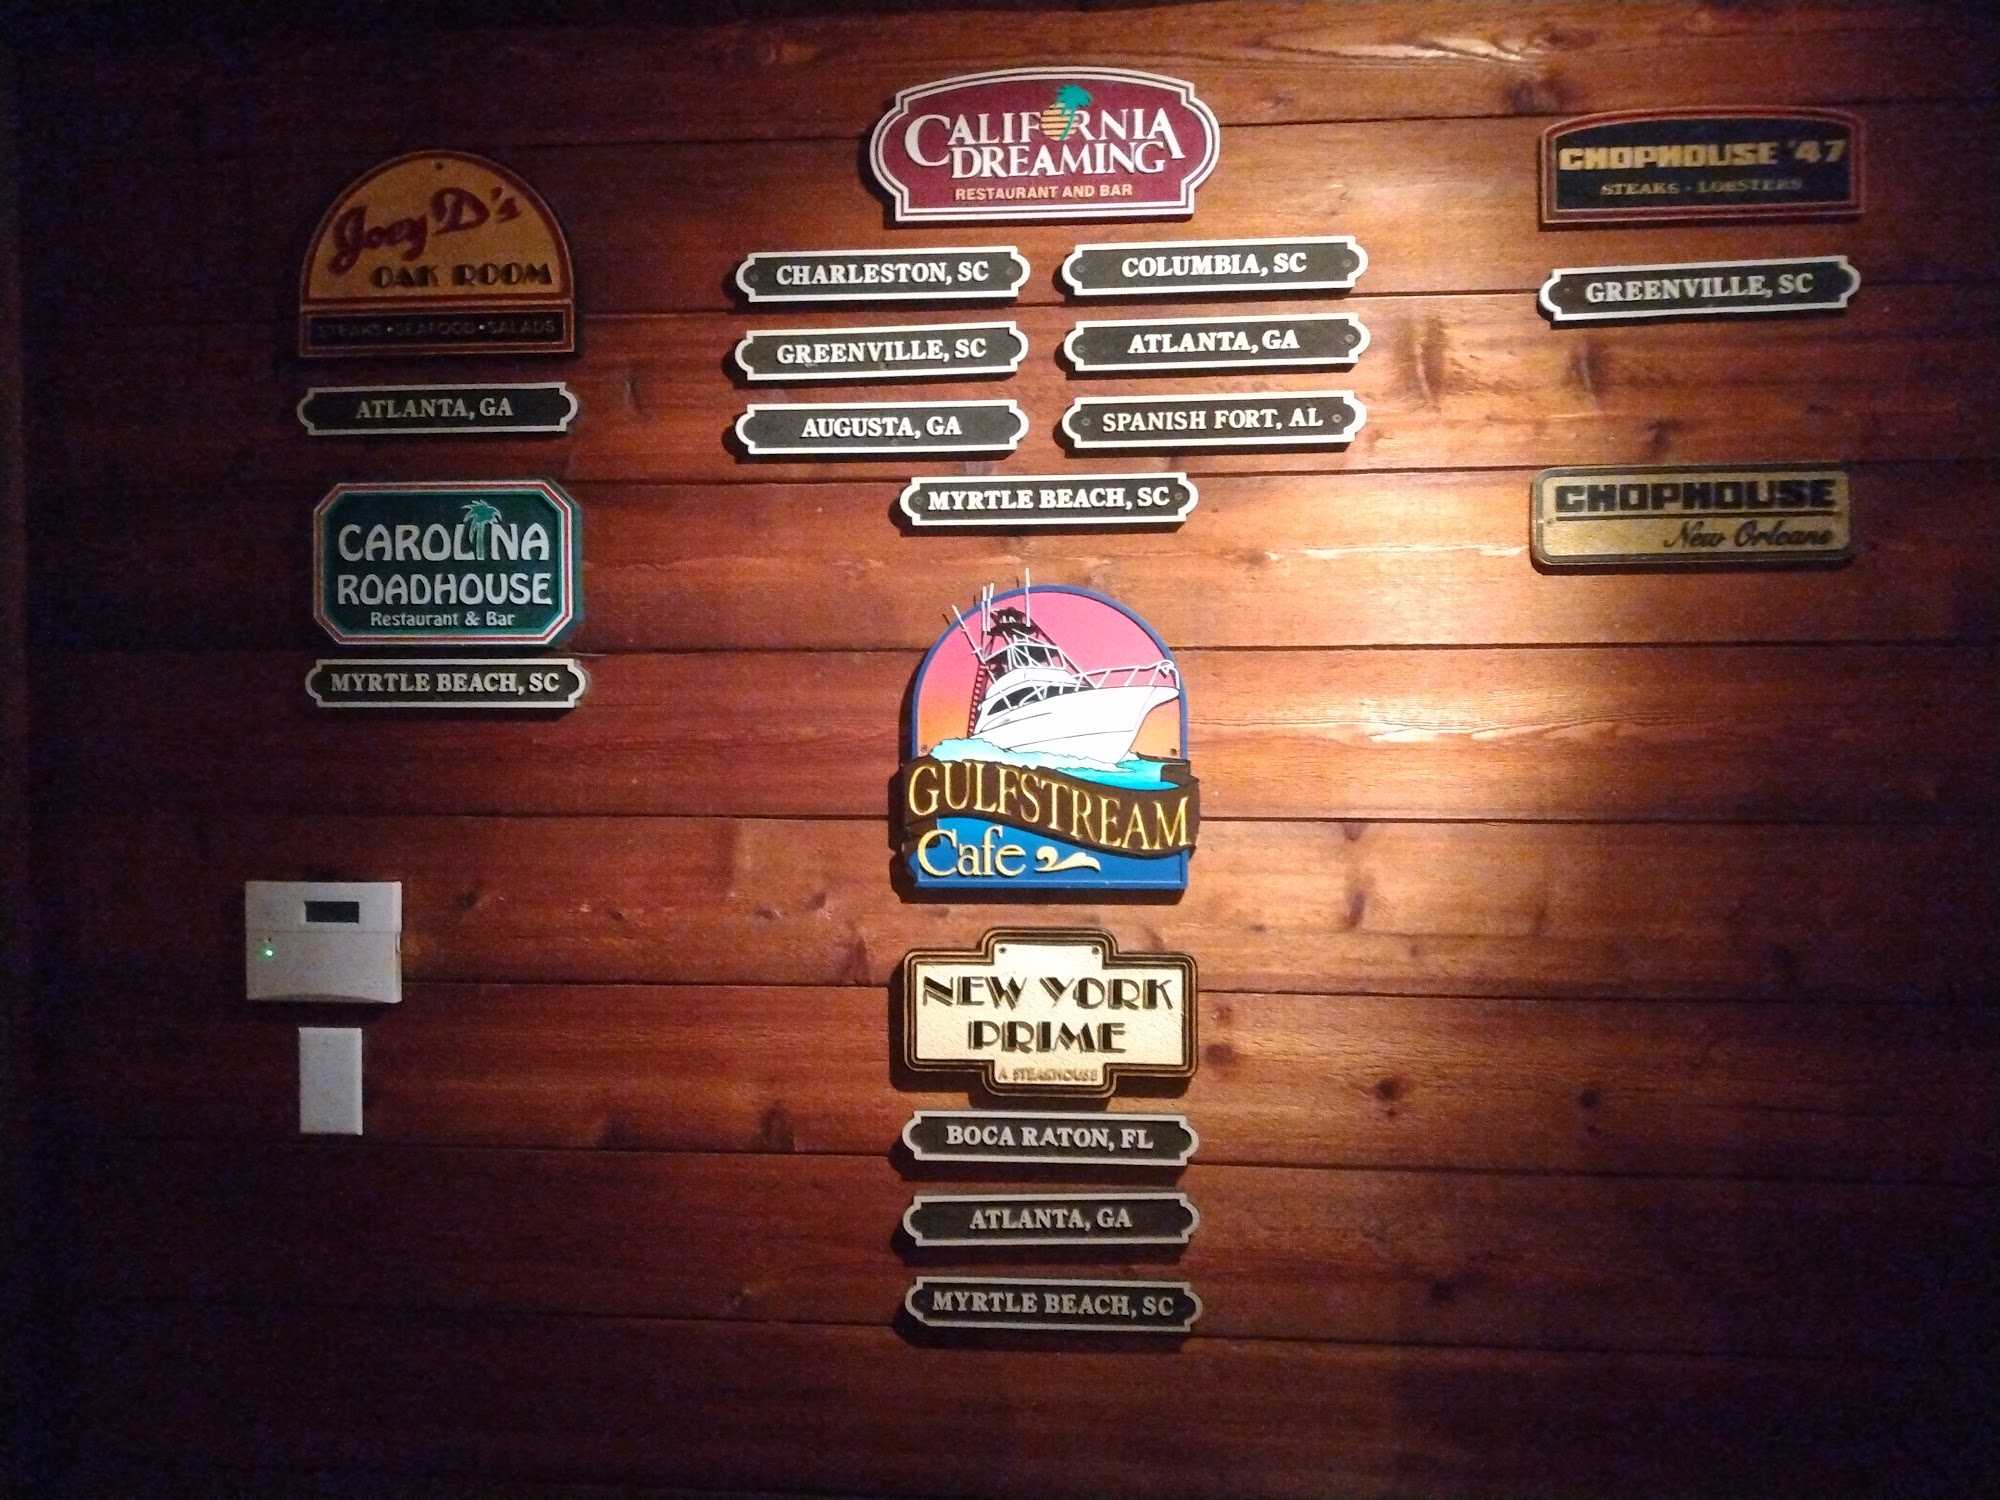 Joey D's
OAK ROOM
STEAKS • SEAFOOD • SALADS
ATLANTA, GA
CAROLINA
ROADHOUSE
Restaurant & Bar
MYRTLE BEACH, SC
CALIFORNIA
DREAMING
RESTAURANT AND BAR
CHARLESTON, SC
COLUMBIA, SC
GREENVILLE, SC
ATLANTA, GA
AUGUSTA, GA
SPANISH FORT, AL
MYRTLE BEACH, SC
GULFSTREAM
Cafe
NEW YORK
PRIME
A STEAKHOUSE
BOCA RATON, FL
ATLANTA, GA
MYRTLE BEACH, SC
CHOPHOUSE '47
STEAKS - LOBSTERS
GREENVILLE, SC
CHOPHOUSE
New Orleans